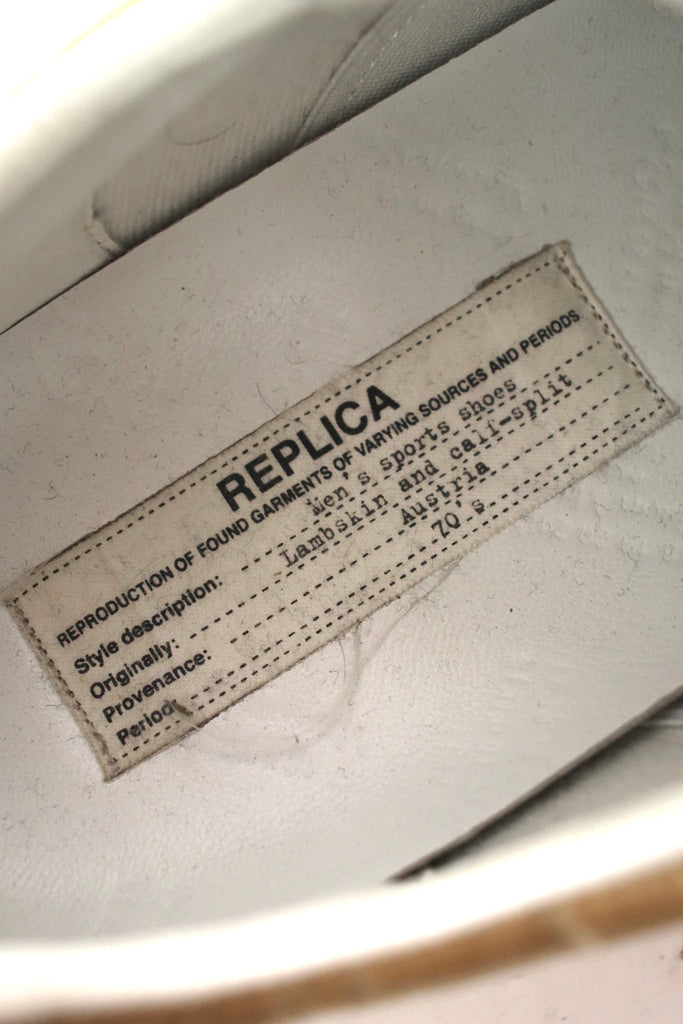 REPLICA
REPRODUCTION OF FOUND GARMENTS OF VARYING SOURCES AND PERIODS
Style description: Men's sports shoes
Originally: Lambskin and calf-split
Provenance: Austria
Period: 70's